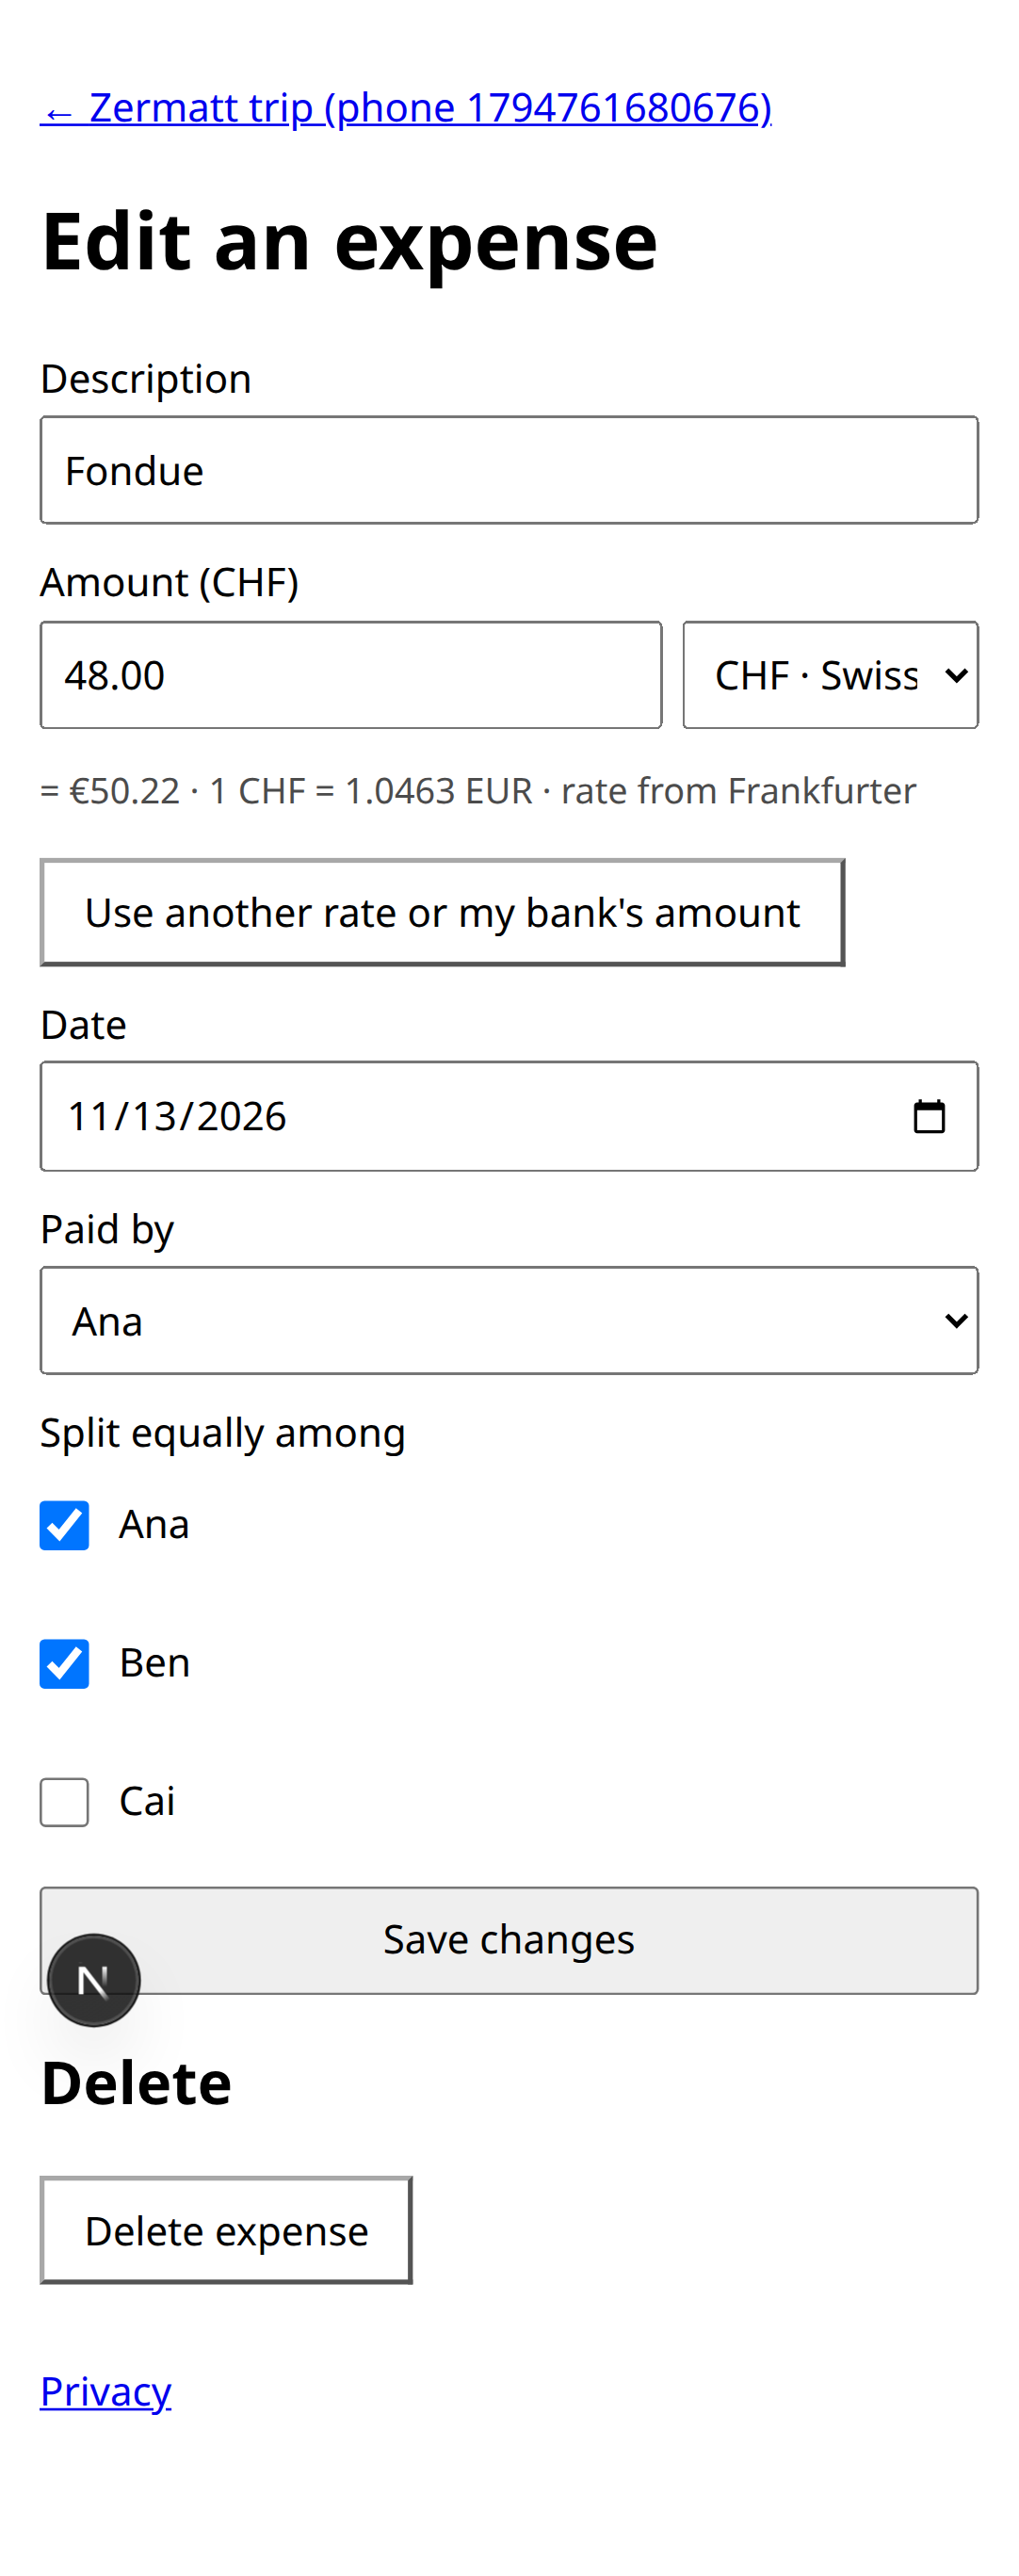 ← Zermatt trip (phone 1794761680676)
Edit an expense
Description
Fondue
Amount (CHF)
48.00
CHF · Swiss
= €50.22 · 1 CHF = 1.0463 EUR · rate from Frankfurter
Use another rate or my bank's amount
Date
11/13/2026
Paid by
Ana
Split equally among
Ana
Ben
Cai
Save changes
N
Delete
Delete expense
Privacy